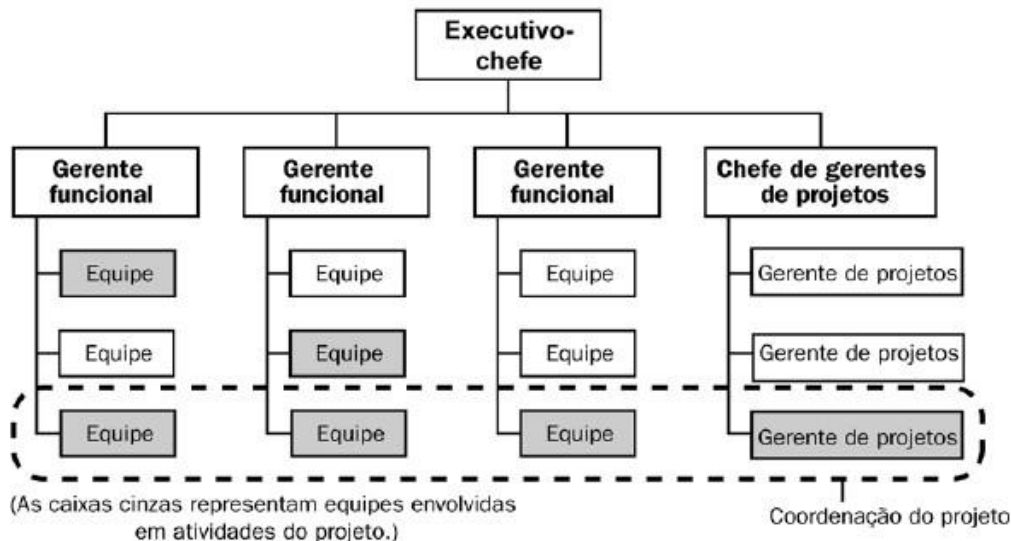 Executivo-
chefe
Gerente
funcional
Gerente
funcional
Gerente
funcional
Chefe de gerentes
de projetos
Equipe
Equipe
Equipe
Gerente de projetos
Equipe
Equipe
Equipe
Gerente de projetos
Equipe
Equipe
Equipe
Gerente de projetos
(As caixas cinzas representam equipes envolvidas
em atividades do projeto.)
Coordenação do projeto